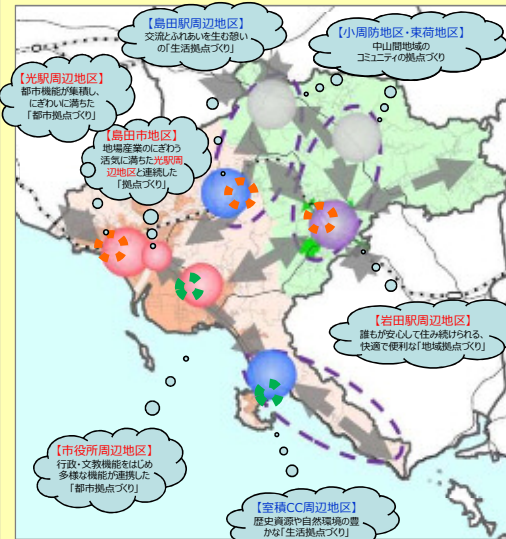 【島田駅周辺地区】
交流とふれあいを生む憩い
の「生活拠点づくり」
【小周防地区・束荷地区】
中山間地域の
コミュニティの拠点づくり
【光駅周辺地区】
都市機能が集積し、
にぎわいに満ちた
「都市拠点づくり」
【島田市地区】
地場産業のにぎわう
活気に満ちた光駅周
辺地区と連続した
「拠点づくり」
【岩田駅周辺地区】
誰もが安心して住み続けられる、
快適で便利な「地域拠点づくり」
【市役所周辺地区】
行政・文教機能をはじめ
多様な機能が連携した
「都市拠点づくり」
【室積CC周辺地区】
歴史資源や自然環境の豊
かな「生活拠点づくり」